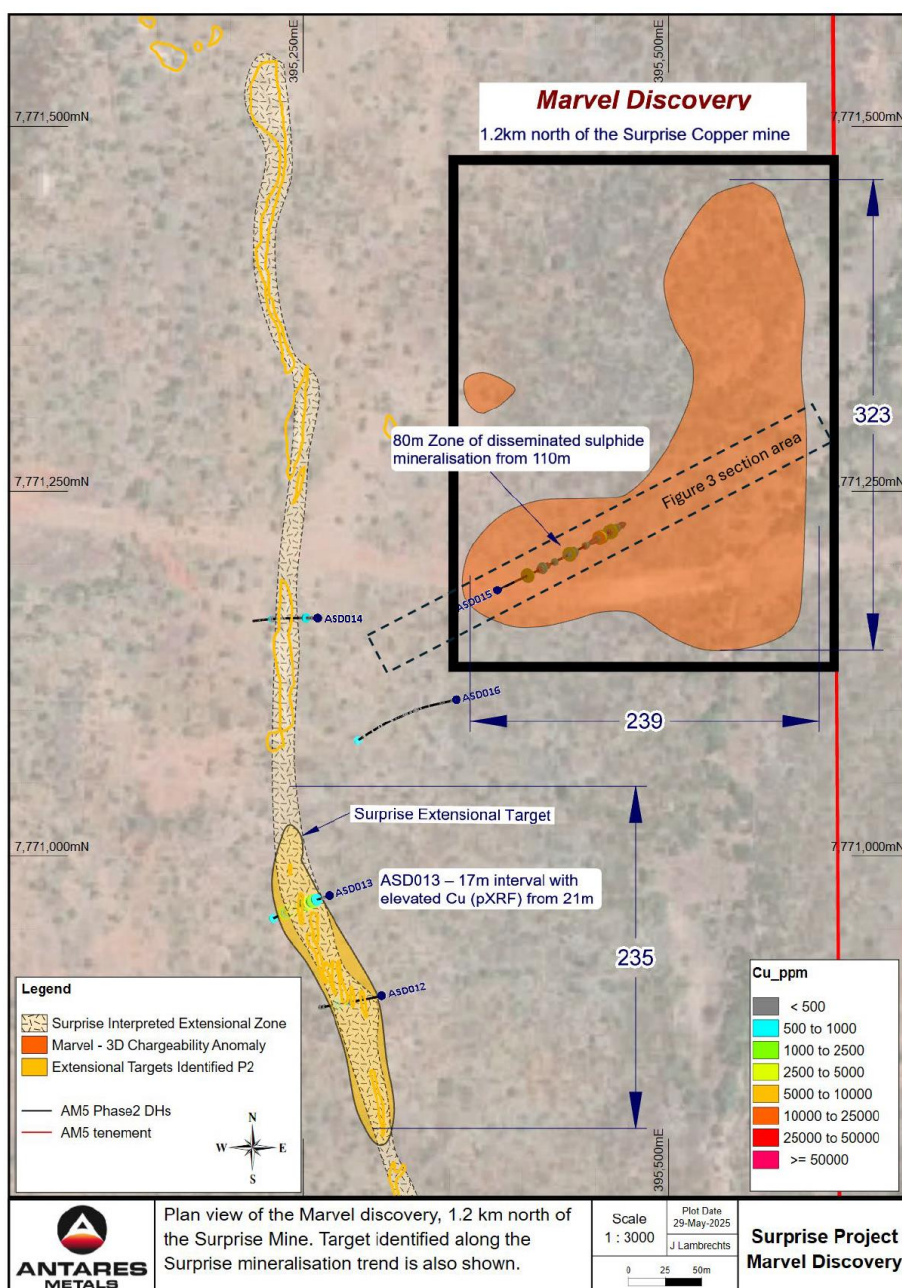 395,250mE
395,500mE
Marvel Discovery
1.2km north of the Surprise Copper mine
7,771,500mN
7,771,500mN
323
80m Zone of disseminated sulphide
mineralisation from 110m
Figure 3 section area
7,771,250mN
7,771,250mN
ASD015
ASD014
ASD016
239
Surprise Extensional Target
7,771,000mN
7,771,000mN
ASD013
ASD013 – 17m interval with
elevated Cu (pXRF) from 21m
235
ASD012
Legend
Surprise Interpreted Extensional Zone
Marvel - 3D Chargeability Anomaly
Extensional Targets Identified P2
AM5 Phase2 DHs
AM5 tenement
N
W
E
S
Cu_ppm
< 500
500 to 1000
1000 to 2500
2500 to 5000
5000 to 10000
10000 to 25000
25000 to 50000
>= 50000
395,500mE
ANTARES
METALS
Plan view of the Marvel discovery, 1.2 km north of
the Surprise Mine. Target identified along the
Surprise mineralisation trend is also shown.
Scale
1 : 3000
Plot Date
29-May-2025
J Lambrechts
0 25 50m
Surprise Project
Marvel Discovery